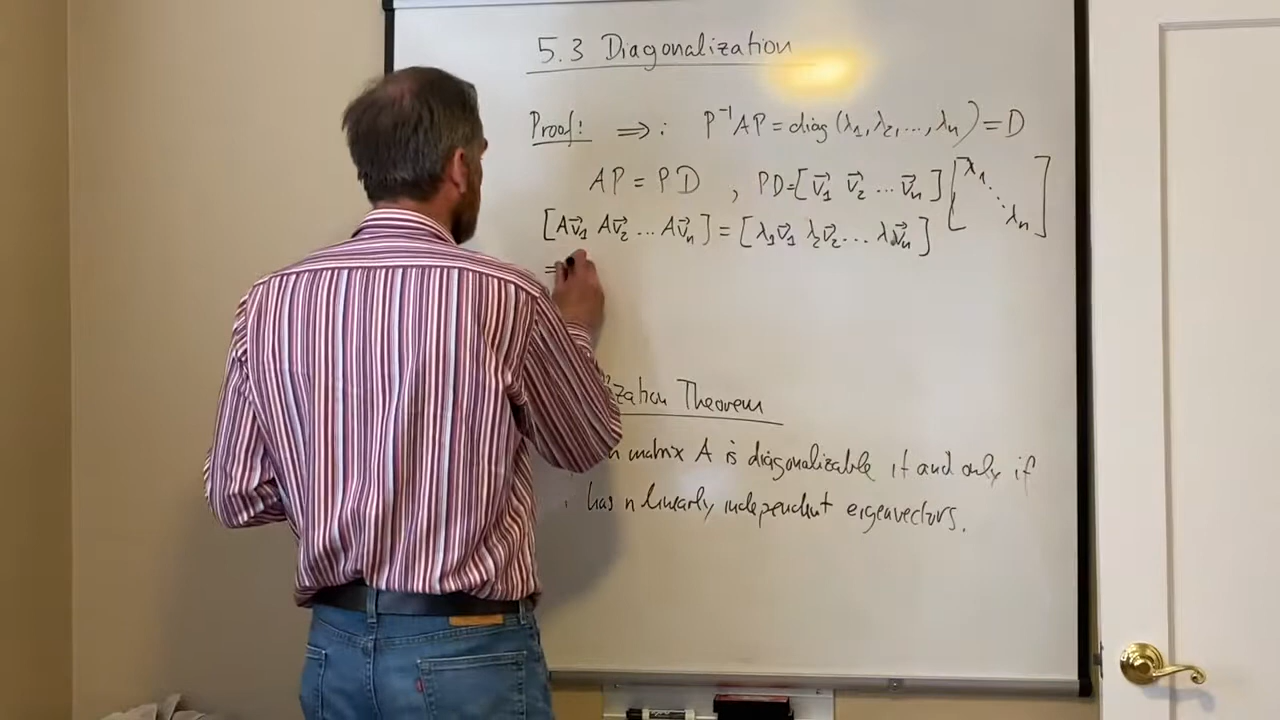 5.3 Diagonalization
Proof: ⟹: P⁻¹AP = diag(λ₁, λ₂, ..., λₙ) = D
AP = PD , PD = [v⃗₁ v⃗₂ ... v⃗ₙ] [λ₁ ⋱ λₙ]
[Av⃗₁ Av⃗₂ ... Av⃗ₙ] = [λ₁v⃗₁ λ₂v⃗₂ ... λₙv⃗ₙ]
=
zation Theorem
matrix A is diagonalizable if and only if
has n linearly independent eigenvectors.